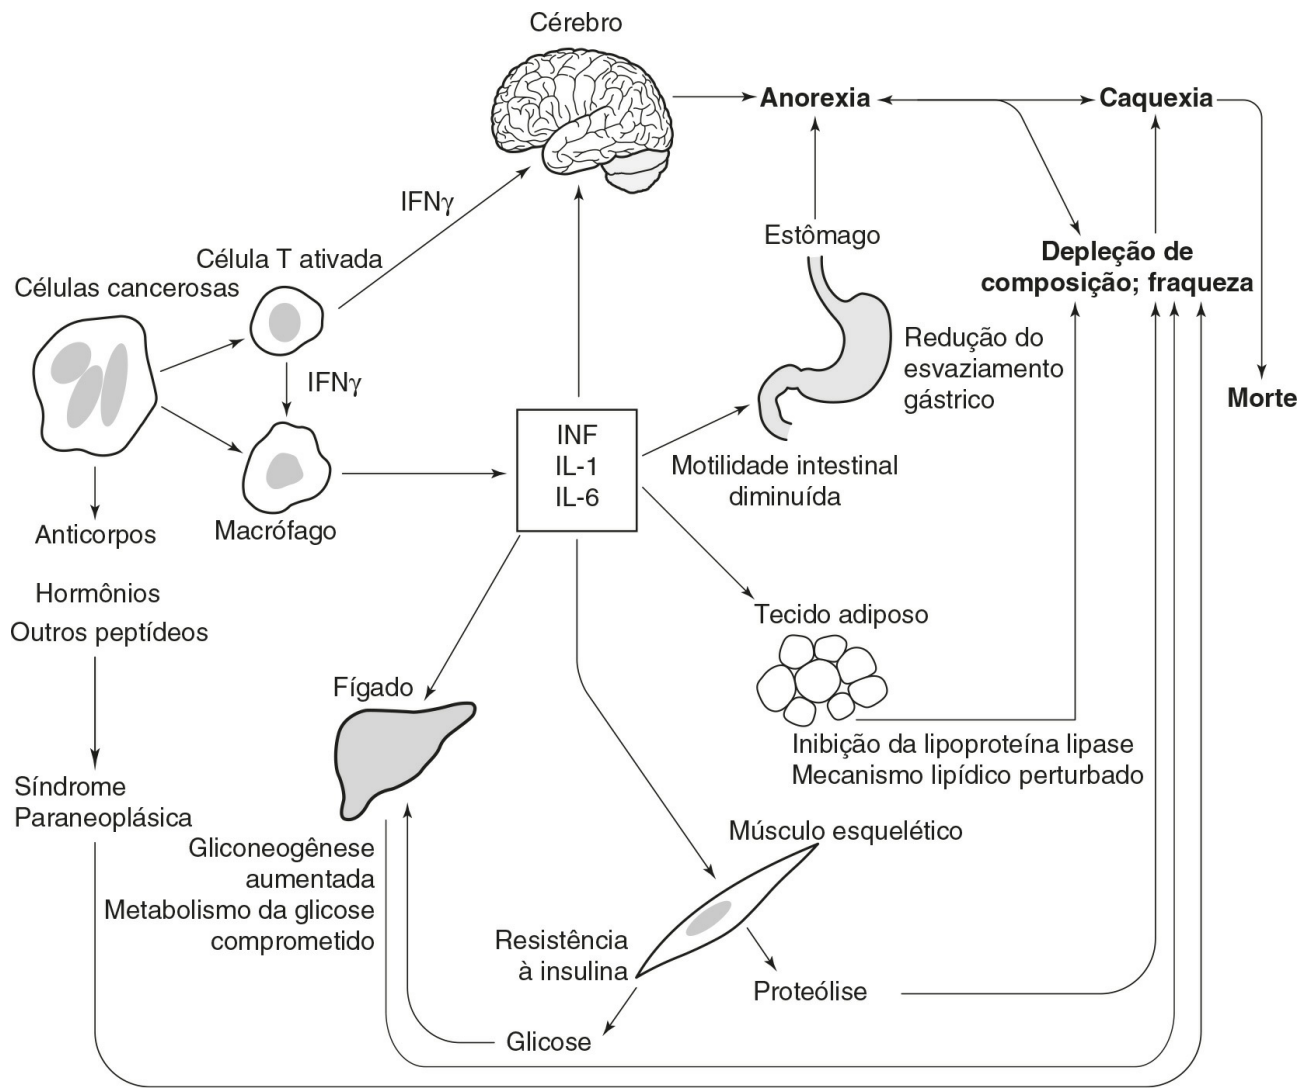 Cérebro
Anorexia
Caquexia
IFNγ
Estômago
Célula T ativada
Depleção de
composição; fraqueza
Células cancerosas
Redução do
esvaziamento
gástrico
IFNγ
Morte
INF
IL-1
IL-6
Motilidade intestinal
diminuída
Anticorpos
Macrófago
Hormônios
Outros peptídeos
Tecido adiposo
Fígado
Inibição da lipoproteína lipase
Mecanismo lipídico perturbado
Síndrome
Paraneoplásica
Músculo esquelético
Gliconeogênese
aumentada
Metabolismo da glicose
comprometido
Resistência
à insulina
Proteólise
Glicose